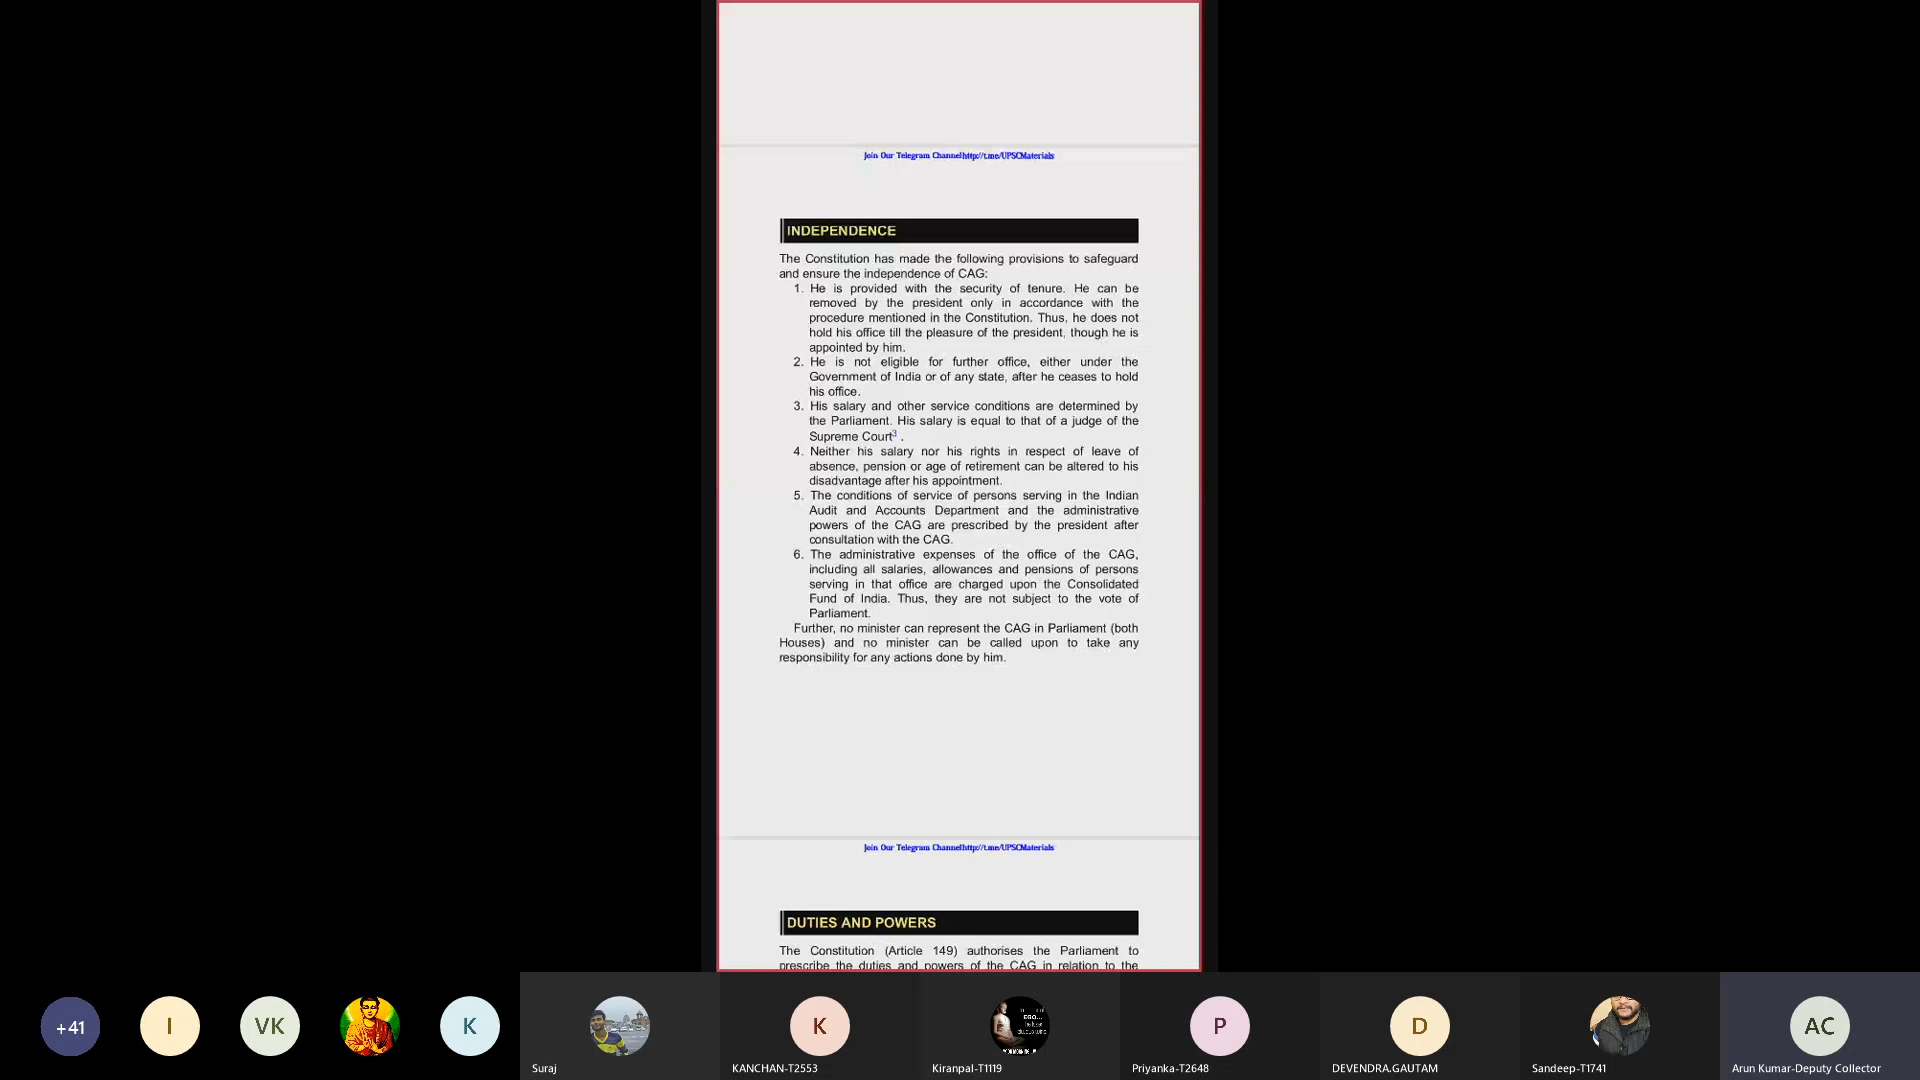 Join Our Telegram Channelhttp://t.me/UPSCMaterials
INDEPENDENCE
The Constitution has made the following provisions to safeguard
and ensure the independence of CAG:
1. He is provided with the security of tenure. He can be
removed by the president only in accordance with the
procedure mentioned in the Constitution. Thus, he does not
hold his office till the pleasure of the president, though he is
appointed by him.
2. He is not eligible for further office, either under the
Government of India or of any state, after he ceases to hold
his office.
3. His salary and other service conditions are determined by
the Parliament. His salary is equal to that of a judge of the
Supreme Court3 .
4. Neither his salary nor his rights in respect of leave of
absence, pension or age of retirement can be altered to his
disadvantage after his appointment.
5. The conditions of service of persons serving in the Indian
Audit and Accounts Department and the administrative
powers of the CAG are prescribed by the president after
consultation with the CAG.
6. The administrative expenses of the office of the CAG,
including all salaries, allowances and pensions of persons
serving in that office are charged upon the Consolidated
Fund of India. Thus, they are not subject to the vote of
Parliament.
Further, no minister can represent the CAG in Parliament (both
Houses) and no minister can be called upon to take any
responsibility for any actions done by him.
Join Our Telegram Channelhttp://t.me/UPSCMaterials
DUTIES AND POWERS
The Constitution (Article 149) authorises the Parliament to
prescribe the duties and powers of the CAG in relation to the
+41
I
VK
K
K
EGO...
P
D
AC
Suraj
KANCHAN-T2553
Kiranpal-T1119
Priyanka-T2648
DEVENDRA.GAUTAM
Sandeep-T1741
Arun Kumar-Deputy Collector